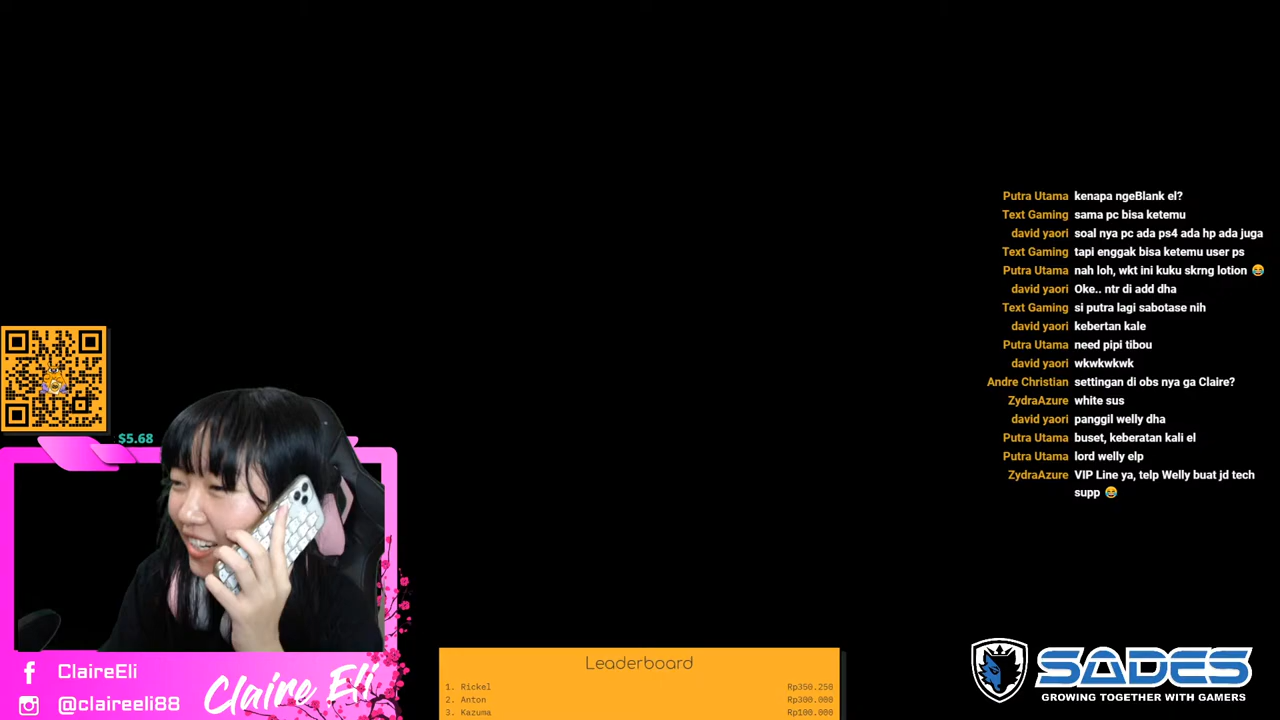 Putra Utama kenapa ngeBlank el?
Text Gaming sama pc bisa ketemu
david yaori soal nya pc ada ps4 ada hp ada juga
Text Gaming tapi enggak bisa ketemu user ps
Putra Utama nah loh, wkt ini kuku skrng lotion 😂
david yaori Oke.. ntr di add dha
Text Gaming si putra lagi sabotase nih
david yaori kebertan kale
Putra Utama need pipi tibou
david yaori wkwkwkwk
Andre Christian settingan di obs nya ga Claire?
ZydraAzure white sus
david yaori panggil welly dha
Putra Utama buset, keberatan kali el
Putra Utama lord welly elp
ZydraAzure VIP Line ya, telp Welly buat jd tech
supp 😂
$5.68
ClaireEli
@claireeli88
Claire Eli
Leaderboard
1. Rickel Rp350.250
2. Anton Rp300.000
3. Kazuma Rp100.000
SADES
GROWING TOGETHER WITH GAMERS